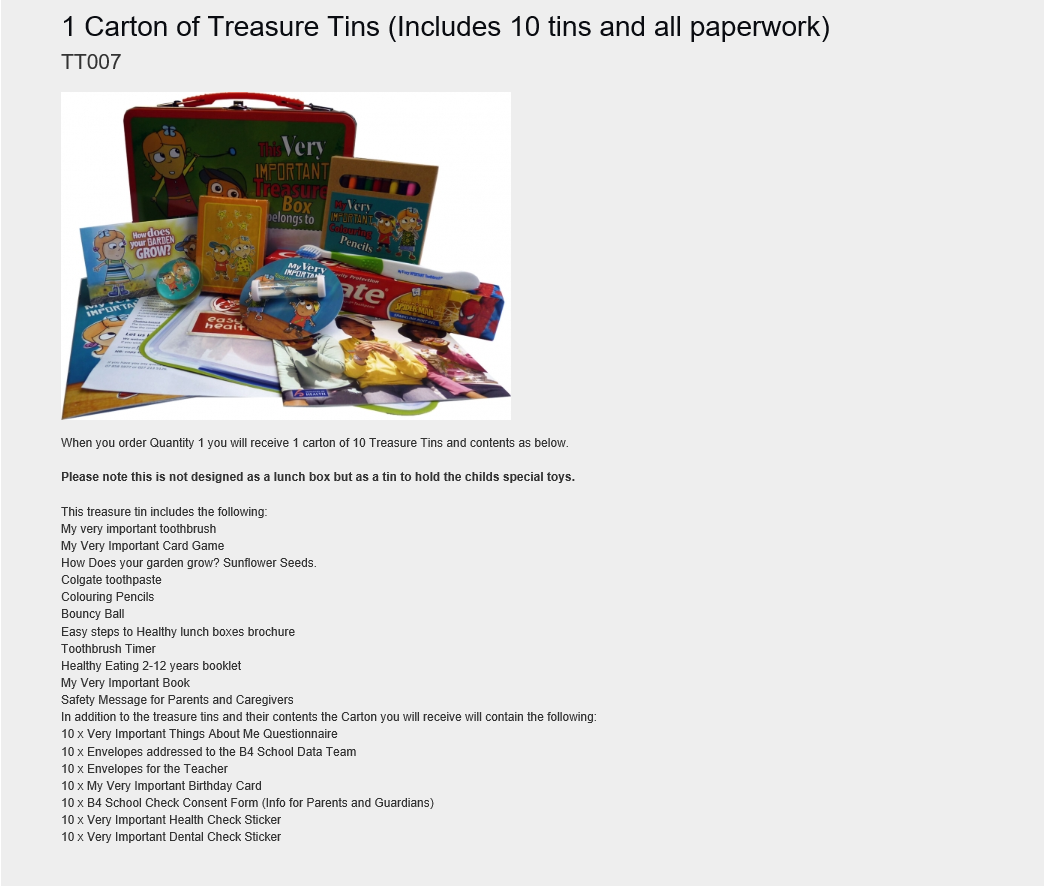 1 Carton of Treasure Tins (Includes 10 tins and all paperwork)
TT007
This Very
IMPORTANT
Treasure
Box
belongs to
My Very
IMPORTANT
Colouring
Pencils
How does
your GARDEN
GROW?
My Very
IMPORTANT
SPIDER-MAN
HEALTH
When you order Quantity 1 you will receive 1 carton of 10 Treasure Tins and contents as below.
Please note this is not designed as a lunch box but as a tin to hold the childs special toys.
This treasure tin includes the following:
My very important toothbrush
My Very Important Card Game
How Does your garden grow? Sunflower Seeds.
Colgate toothpaste
Colouring Pencils
Bouncy Ball
Easy steps to Healthy lunch boxes brochure
Toothbrush Timer
Healthy Eating 2-12 years booklet
My Very Important Book
Safety Message for Parents and Caregivers
In addition to the treasure tins and their contents the Carton you will receive will contain the following:
10 x Very Important Things About Me Questionnaire
10 x Envelopes addressed to the B4 School Data Team
10 x Envelopes for the Teacher
10 x My Very Important Birthday Card
10 x B4 School Check Consent Form (Info for Parents and Guardians)
10 x Very Important Health Check Sticker
10 x Very Important Dental Check Sticker